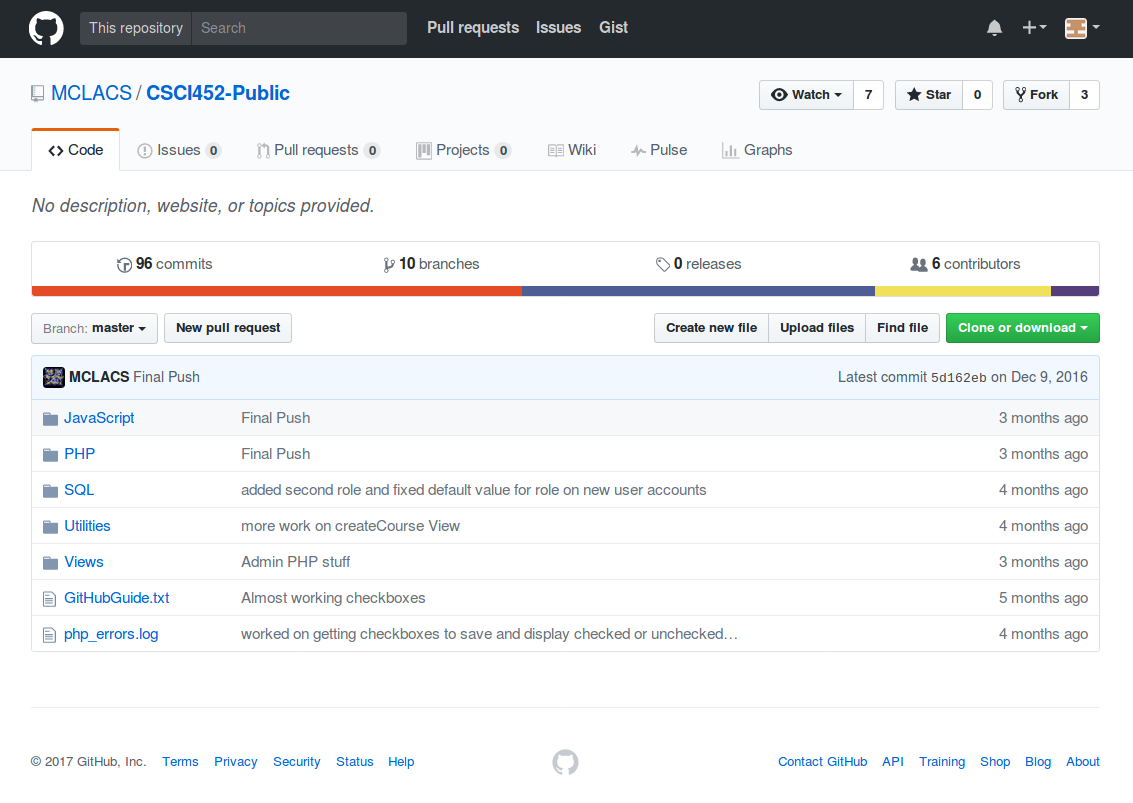 This repository Search Pull requests Issues Gist
MCLACS / CSCI452-Public Watch 7 Star 0 Fork 3
Code Issues 0 Pull requests 0 Projects 0 Wiki Pulse Graphs
No description, website, or topics provided.
96 commits 10 branches 0 releases 6 contributors
Branch: master New pull request Create new file Upload files Find file Clone or download
MCLACS Final Push Latest commit 5d162eb on Dec 9, 2016
JavaScript Final Push 3 months ago
PHP Final Push 3 months ago
SQL added second role and fixed default value for role on new user accounts 4 months ago
Utilities more work on createCourse View 4 months ago
Views Admin PHP stuff 3 months ago
GitHubGuide.txt Almost working checkboxes 5 months ago
php_errors.log worked on getting checkboxes to save and display checked or unchecked… 4 months ago
© 2017 GitHub, Inc. Terms Privacy Security Status Help Contact GitHub API Training Shop Blog About